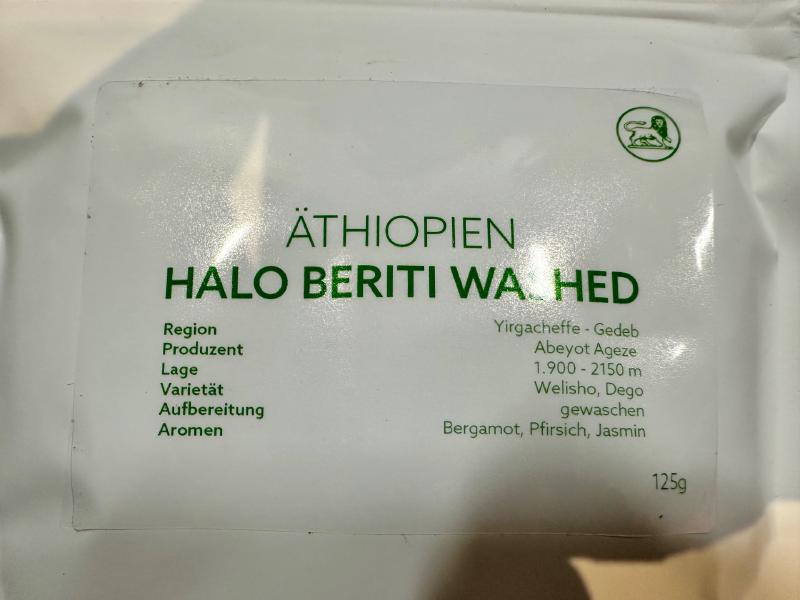 ÄTHIOPIEN
HALO BERITI WASHED
Region Yirgacheffe - Gedeb
Produzent Abeyot Ageze
Lage 1.900 - 2150 m
Varietät Welisho, Dego
Aufbereitung gewaschen
Aromen Bergamot, Pfirsich, Jasmin
125g